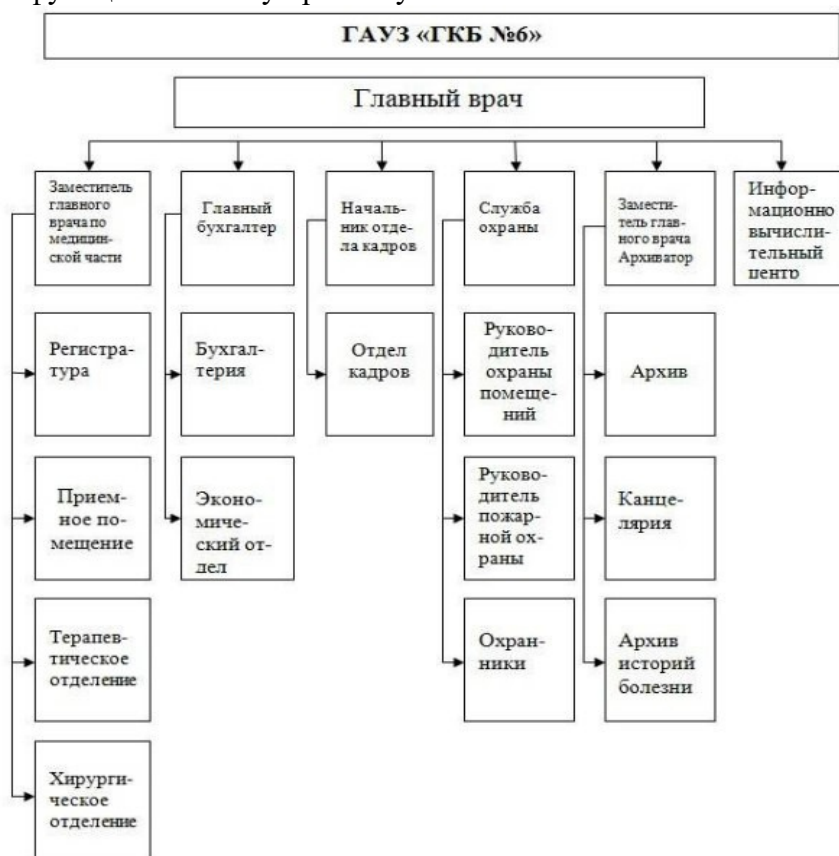 ГАУЗ «ГКБ №6»
Главный врач
Заместитель
главного
врача по
медицин-
ской части
Главный
бухгалтер
Началь-
ник отде-
ла кадров
Служба
охраны
Замести-
тель глав-
ного врача
Архиватор
Инфор-
мационно
вычисли-
тельный
центр
Регистра-
тура
Бухгал-
терия
Отдел
кадров
Руково-
дитель
охраны
помеще-
ний
Архив
Прием-
ное по-
мещение
Эконо-
миче-
ский от-
дел
Руково-
дитель
пожар-
ной ох-
раны
Канце-
лярия
Терапев-
тическое
отделение
Охран-
ники
Архив
историй
болезни
Хирурги-
ческое
отделение